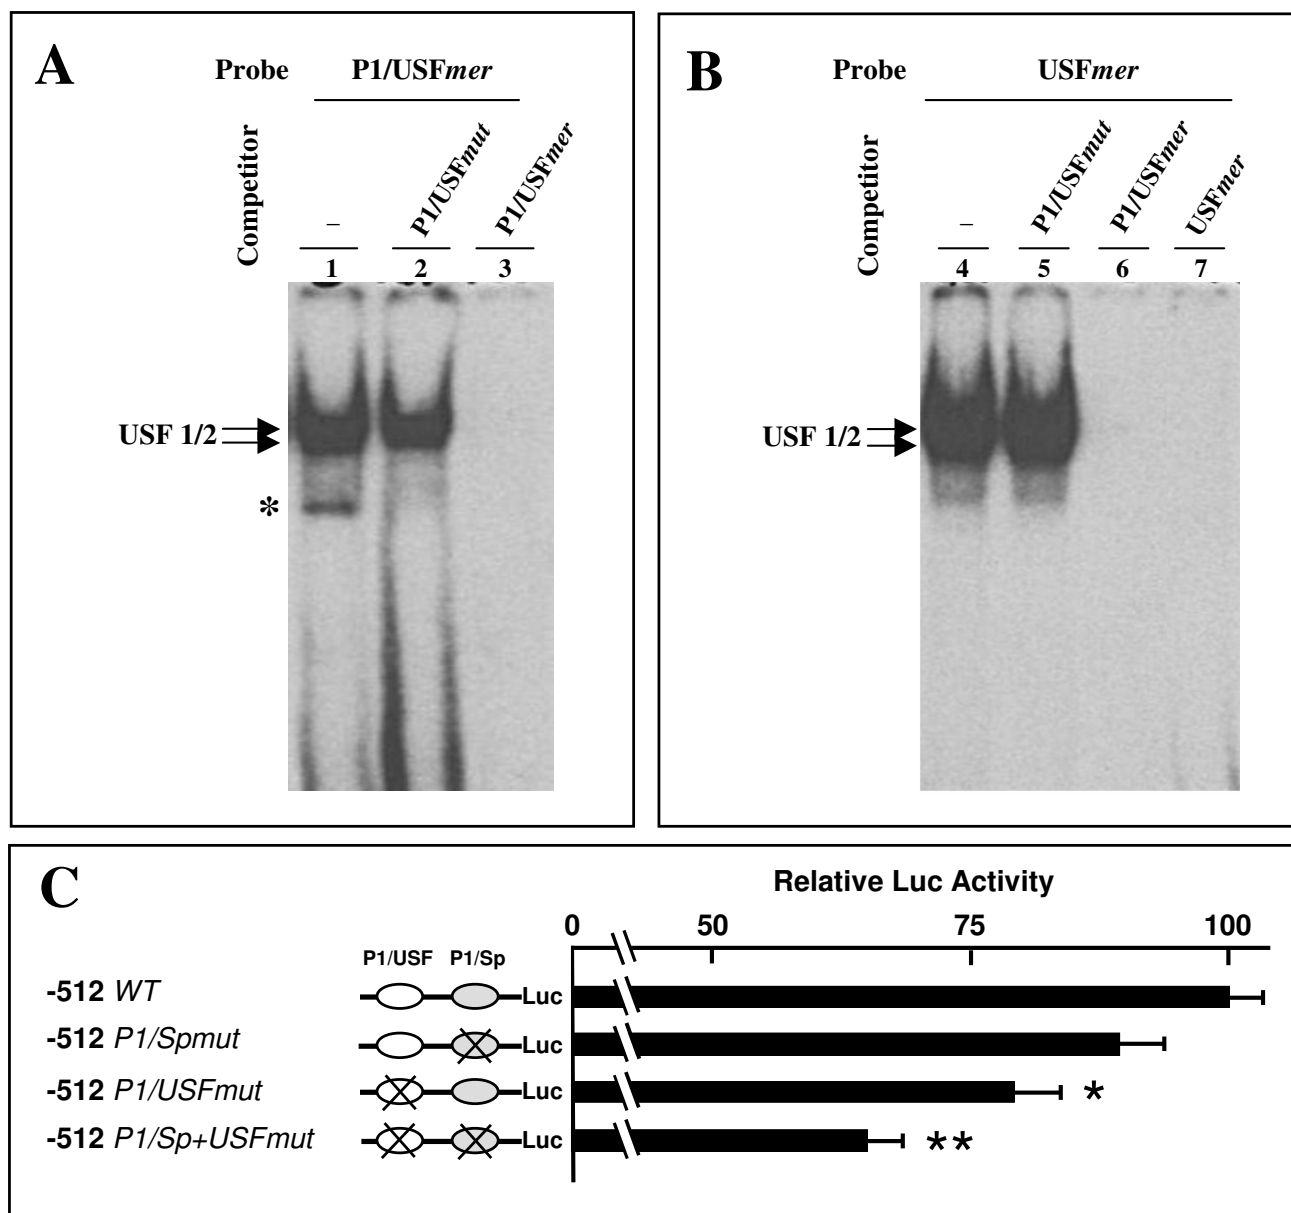 A
Probe P1/USFmer
Competitor
–
P1/USFmut
P1/USFmer
1 2 3
USF 1/2
*
B
Probe USFmer
Competitor
–
P1/USFmut
P1/USFmer
USFmer
4 5 6 7
USF 1/2
C
Relative Luc Activity
0 50 75 100
P1/USF P1/Sp
-512 WT Luc
-512 P1/Spmut Luc
-512 P1/USFmut Luc *
-512 P1/Sp+USFmut Luc **